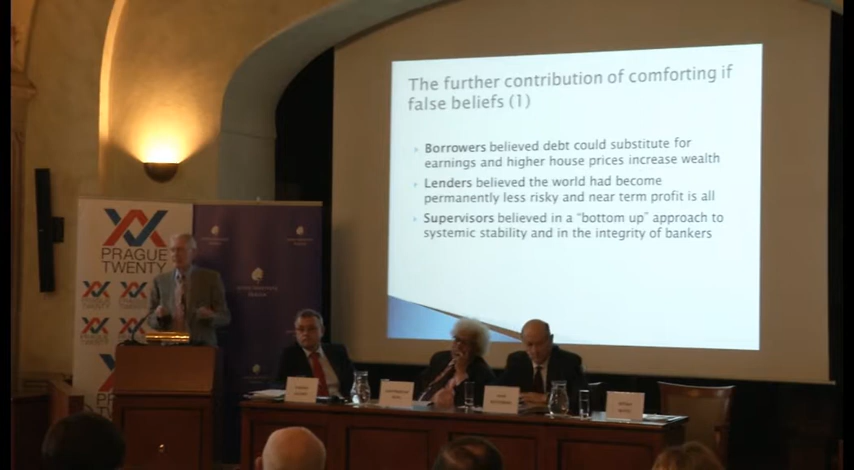 The further contribution of comforting if
false beliefs (1)
Borrowers believed debt could substitute for
earnings and higher house prices increase wealth
Lenders believed the world had become
permanently less risky and near term profit is all
Supervisors believed in a "bottom up" approach to
systemic stability and in the integrity of bankers
PRAGUE
TWENTY